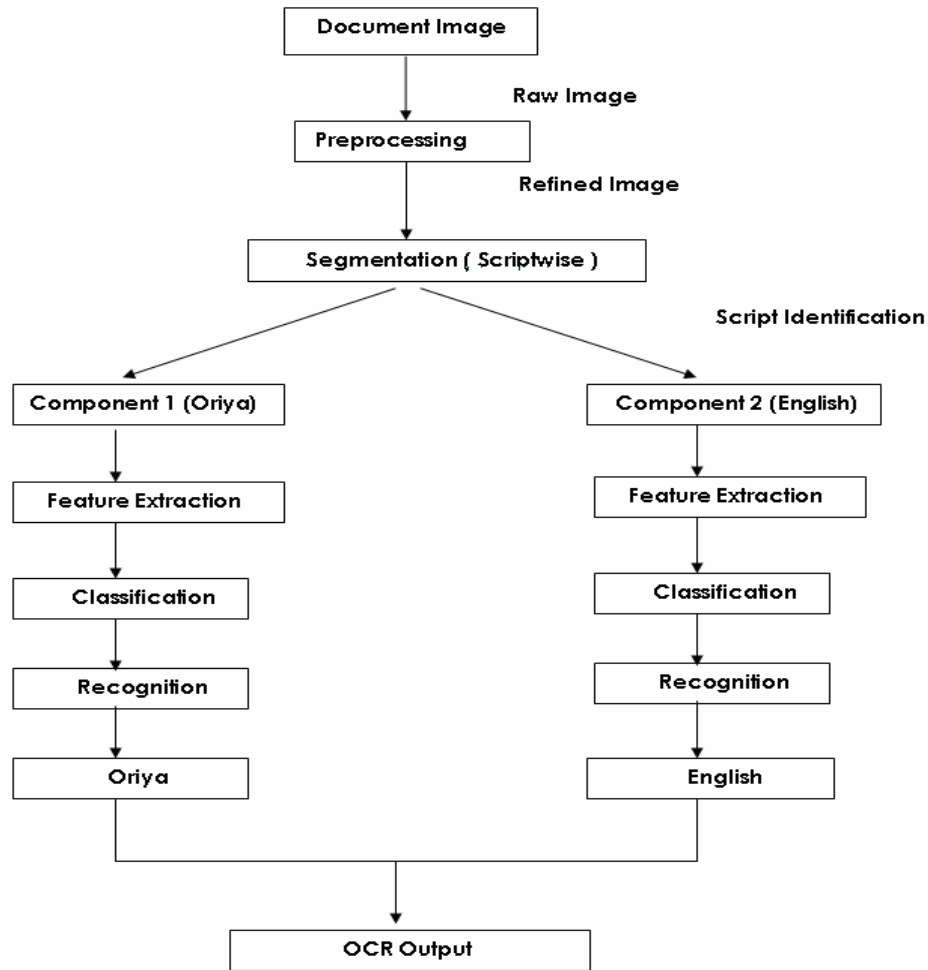 Document Image
Raw Image
Preprocessing
Refined Image
Segmentation ( Scriptwise )
Script Identification
Component 1 (Oriya)
Component 2 (English)
Feature Extraction
Feature Extraction
Classification
Classification
Recognition
Recognition
Oriya
English
OCR Output